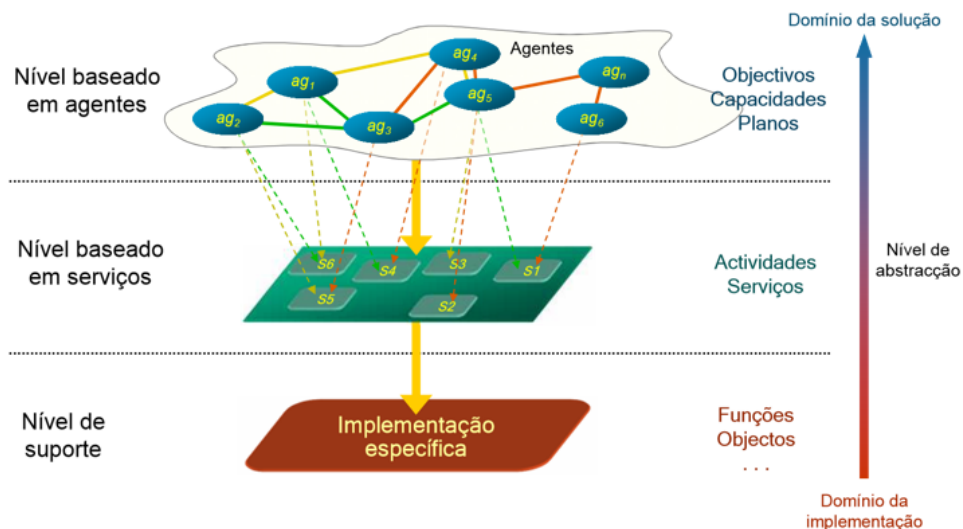 Domínio da solução
Nível baseado
em agentes
Agentes
ag4
ag1
agn
ag5
ag2
ag3
ag6
Objectivos
Capacidades
Planos
Nível baseado
em serviços
S6
S4
S3
S1
S5
S2
Actividades
Serviços
Nível de
abstracção
Nível de
suporte
Implementação
específica
Funções
Objectos
. . .
Domínio da
implementação